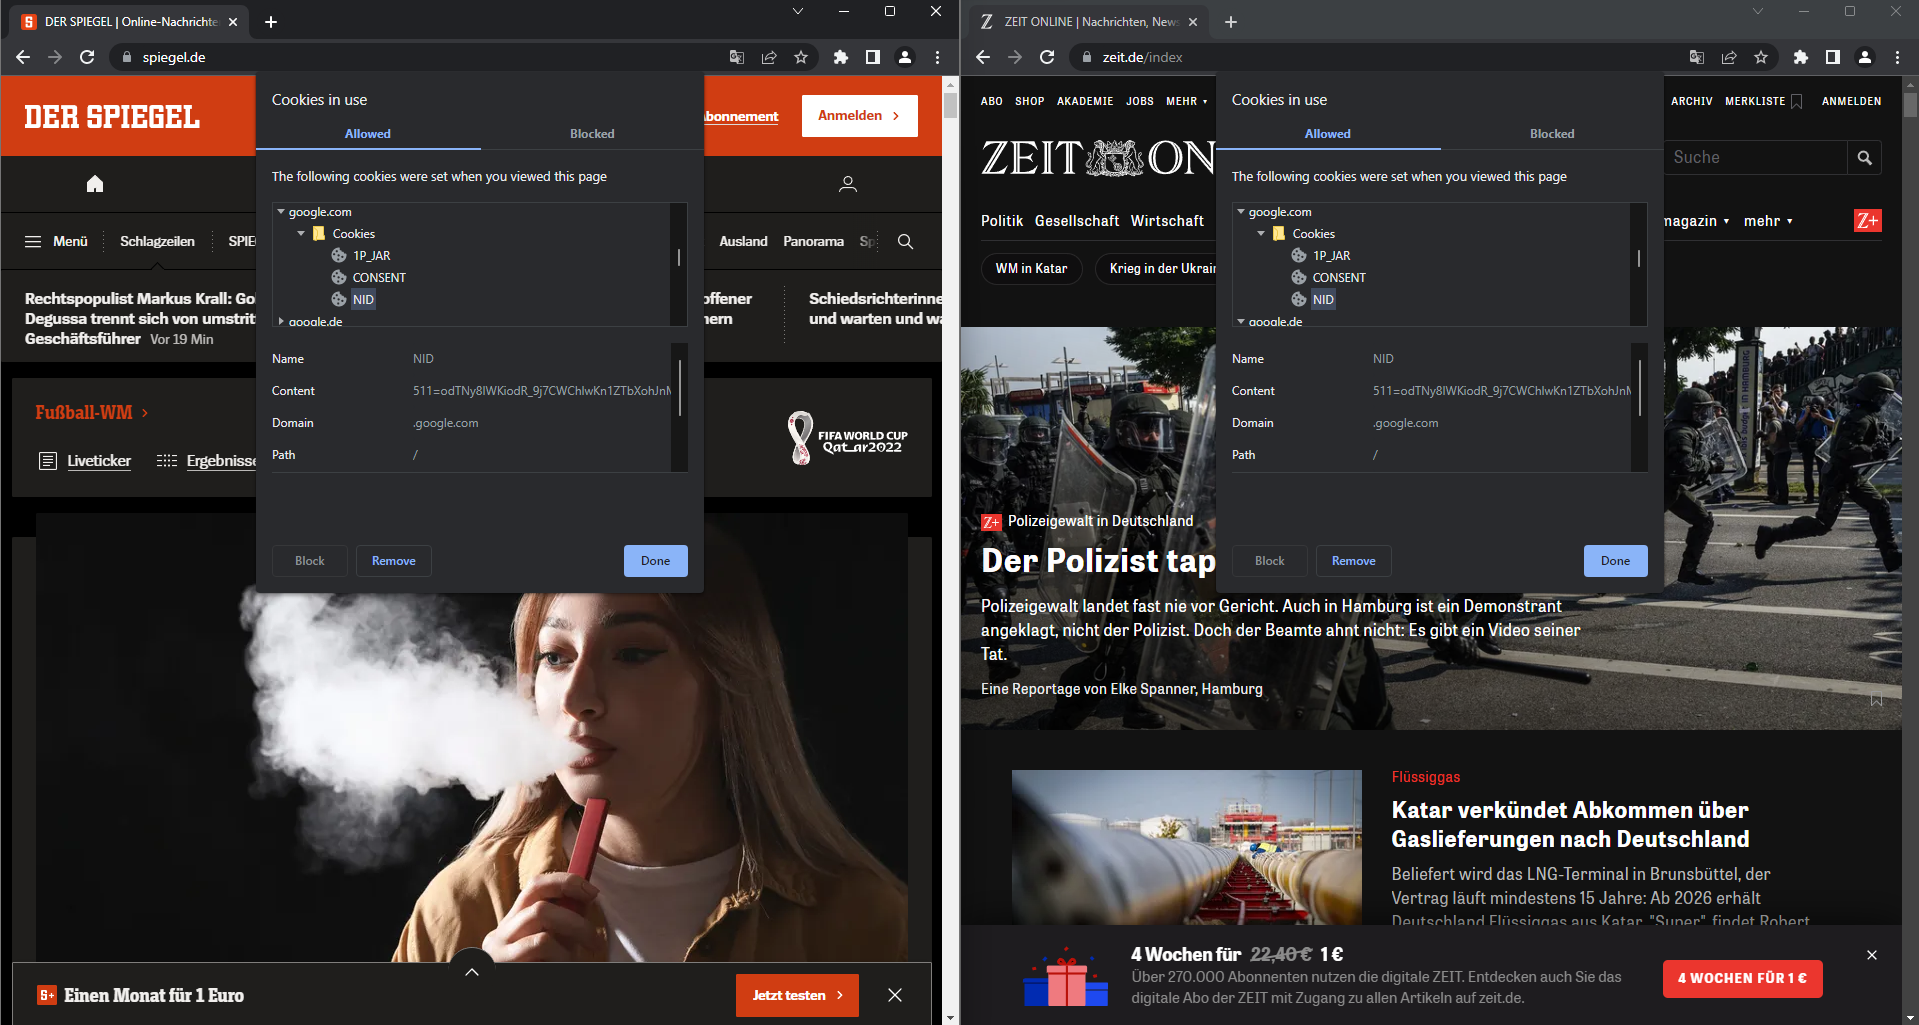 DER SPIEGEL | Online-Nachrichte
spiegel.de
DER SPIEGEL
bonnement
Anmelden
Menü
Schlagzeilen
SPIE
Ausland
Panorama
Sp
Rechtspopulist Markus Krall: Go
Degussa trennt sich von umstrit
Geschäftsführer Vor 19 Min
offener
nern
Schiedsrichterinne
und warten und wa
Fußball-WM
Liveticker
Ergebnisse
FIFA WORLD CUP
Qatar2022
Cookies in use
Allowed
Blocked
The following cookies were set when you viewed this page
google.com
Cookies
1P_JAR
CONSENT
NID
google.de
Name NID
Content 511=odTNy8IWKiodR_9j7CWChlwKn1ZTbXohJnM
Domain .google.com
Path /
Block
Remove
Done
S+ Einen Monat für 1 Euro
Jetzt testen
ZEIT ONLINE | Nachrichten, News
zeit.de/index
ABO SHOP AKADEMIE JOBS MEHR
ARCHIV MERKLISTE ANMELDEN
ZEIT ON
Suche
Politik Gesellschaft Wirtschaft
magazin mehr
Z+
WM in Katar
Krieg in der Ukrain
Cookies in use
Allowed
Blocked
The following cookies were set when you viewed this page
google.com
Cookies
1P_JAR
CONSENT
NID
google.de
Name NID
Content 511=odTNy8IWKiodR_9j7CWChlwKn1ZTbXohJnM
Domain .google.com
Path /
Block
Remove
Done
Z+ Polizeigewalt in Deutschland
Der Polizist tap
Polizeigewalt landet fast nie vor Gericht. Auch in Hamburg ist ein Demonstrant
angeklagt, nicht der Polizist. Doch der Beamte ahnt nicht: Es gibt ein Video seiner
Tat.
Eine Reportage von Elke Spanner, Hamburg
Flüssiggas
Katar verkündet Abkommen über
Gaslieferungen nach Deutschland
Beliefert wird das LNG-Terminal in Brunsbüttel, der
Vertrag läuft mindestens 15 Jahre: Ab 2026 erhält
Deutschland Flüssiggas aus Katar. "Super", findet Robert
4 Wochen für 22,40 € 1 €
Über 270.000 Abonnenten nutzen die digitale ZEIT. Entdecken auch Sie das
digitale Abo der ZEIT mit Zugang zu allen Artikeln auf zeit.de.
4 WOCHEN FÜR 1 €